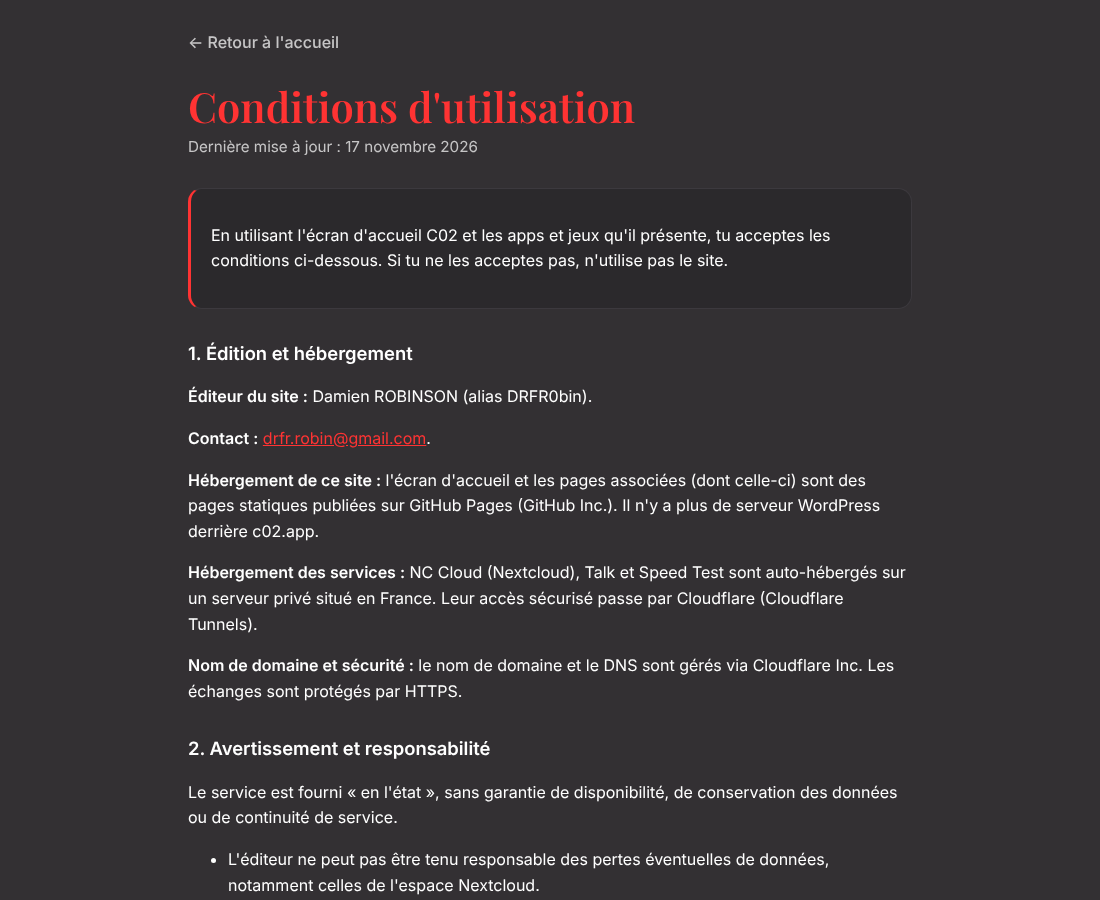 ← Retour à l'accueil
Conditions d'utilisation
Dernière mise à jour : 17 novembre 2026
En utilisant l'écran d'accueil C02 et les apps et jeux qu'il présente, tu acceptes les
conditions ci-dessous. Si tu ne les acceptes pas, n'utilise pas le site.
1. Édition et hébergement
Éditeur du site : Damien ROBINSON (alias DRFR0bin).
Contact : drfr.robin@gmail.com.
Hébergement de ce site : l'écran d'accueil et les pages associées (dont celle-ci) sont des
pages statiques publiées sur GitHub Pages (GitHub Inc.). Il n'y a plus de serveur WordPress
derrière c02.app.
Hébergement des services : NC Cloud (Nextcloud), Talk et Speed Test sont auto-hébergés sur
un serveur privé situé en France. Leur accès sécurisé passe par Cloudflare (Cloudflare
Tunnels).
Nom de domaine et sécurité : le nom de domaine et le DNS sont gérés via Cloudflare Inc. Les
échanges sont protégés par HTTPS.
2. Avertissement et responsabilité
Le service est fourni « en l'état », sans garantie de disponibilité, de conservation des données
ou de continuité de service.
• L'éditeur ne peut pas être tenu responsable des pertes éventuelles de données,
notamment celles de l'espace Nextcloud.